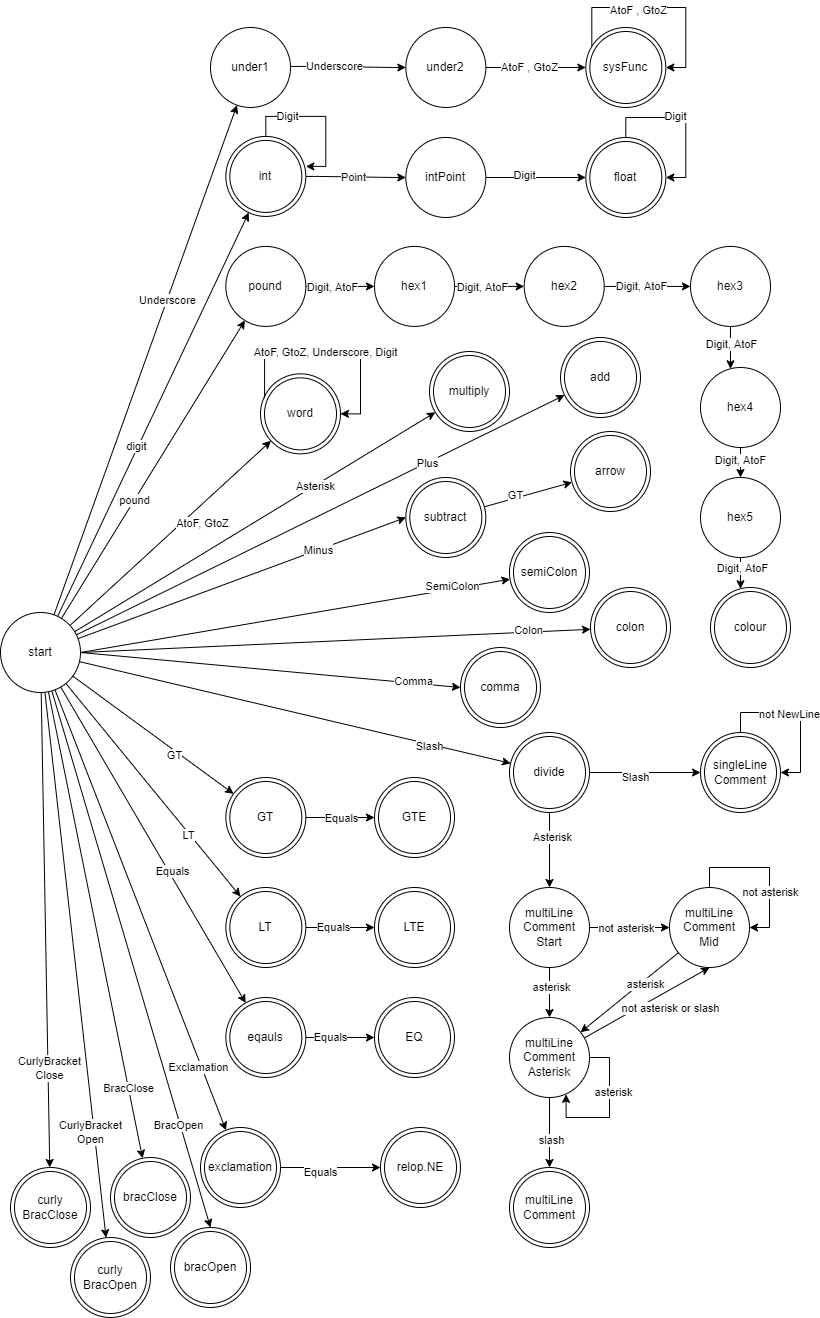 AtoF , GtoZ
under1
Underscore
under2
AtoF , GtoZ
sysFunc
Digit
Digit
int
Point
intPoint
Digit
float
pound
Digit, AtoF
hex1
Digit, AtoF
hex2
Digit, AtoF
hex3
Underscore
Digit, AtoF
AtoF, GtoZ, Underscore, Digit
word
multiply
add
hex4
digit
Plus
Digit, AtoF
Asterisk
arrow
pound
GT
AtoF, GtoZ
subtract
hex5
Minus
Digit, AtoF
semiColon
SemiColon
colon
Colon
colour
start
Comma
comma
not NewLine
Slash
GT
divide
Slash
singleLine
Comment
GT
Equals
GTE
LT
Asterisk
Equals
not asterisk
multiLine
Comment
Start
not asterisk
multiLine
Comment
Mid
LT
Equals
LTE
asterisk
asterisk
not asterisk or slash
eqauls
Equals
EQ
multiLine
Comment
Asterisk
asterisk
CurlyBracket
Close
Exclamation
BracClose
CurlyBracket
Open
BracOpen
slash
exclamation
Equals
relop.NE
curly
BracClose
bracClose
multiLine
Comment
curly
BracOpen
bracOpen